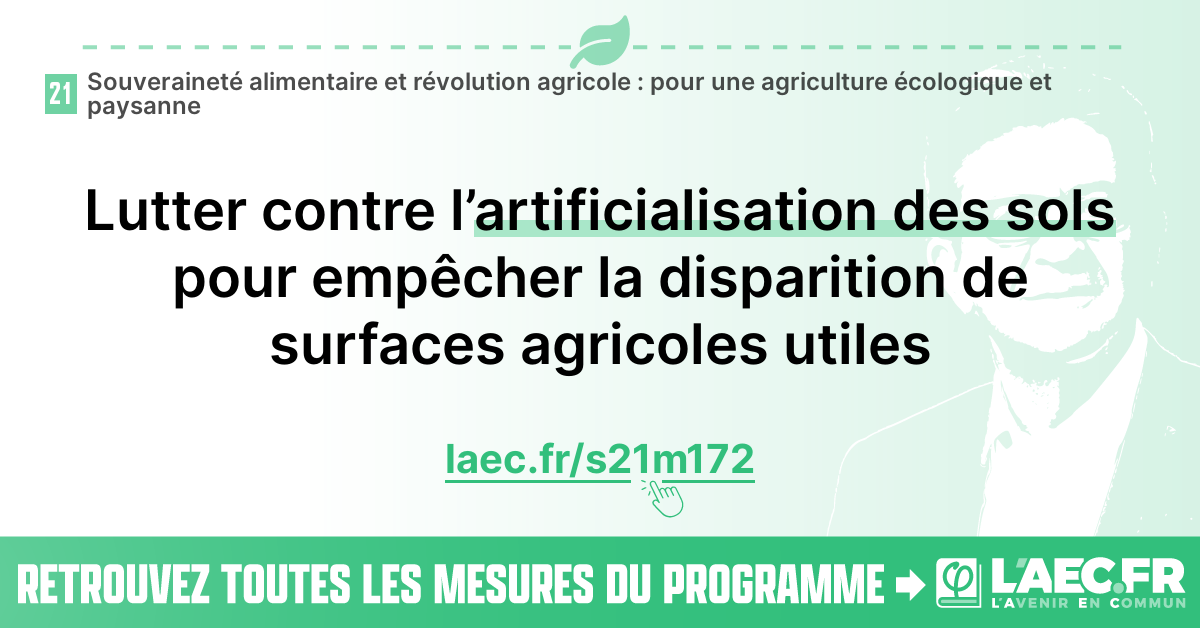 21
Souveraineté alimentaire et révolution agricole : pour une agriculture écologique et
paysanne
Lutter contre l’artificialisation des sols
pour empêcher la disparition de
surfaces agricoles utiles
laec.fr/s21m172
RETROUVEZ TOUTES LES MESURES DU PROGRAMME
φ L'AEC.FR
L'AVENIR EN COMMUN